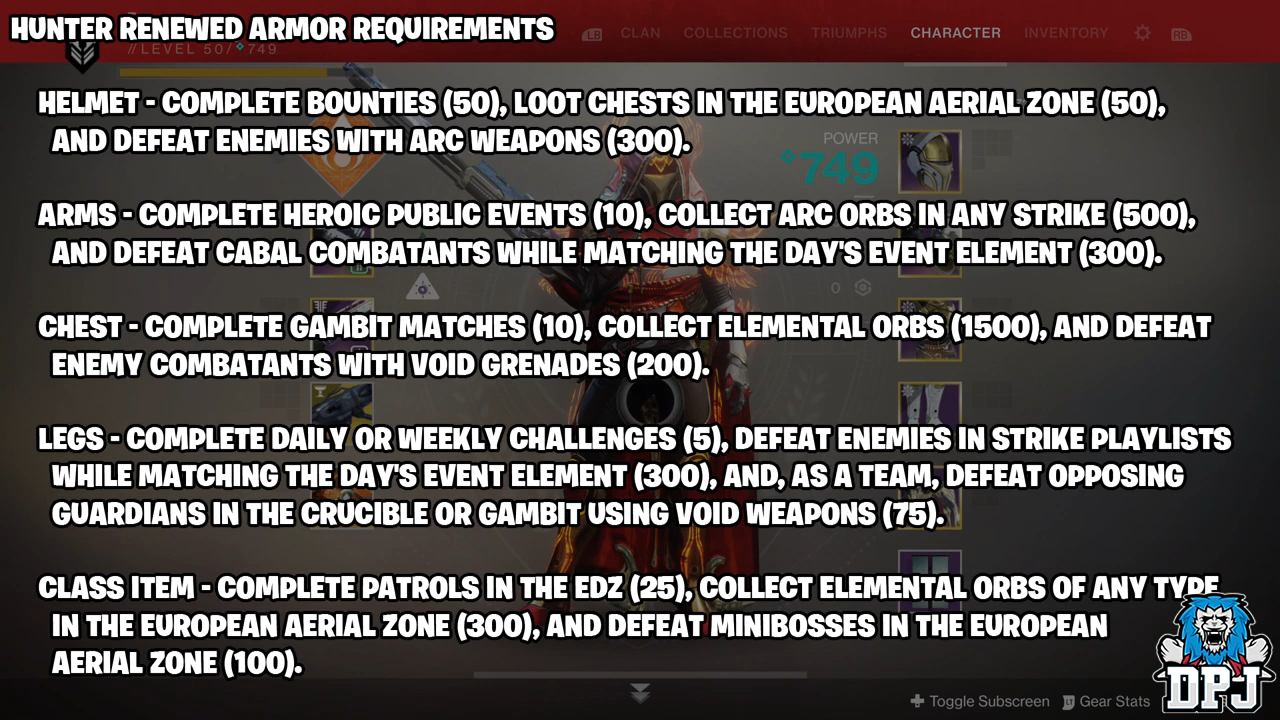 HUNTER RENEWED ARMOR REQUIREMENTS
LB CLAN COLLECTIONS TRIUMPHS CHARACTER INVENTORY RB
// LEVEL 50 / 749
HELMET - COMPLETE BOUNTIES (50), LOOT CHESTS IN THE EUROPEAN AERIAL ZONE (50),
AND DEFEAT ENEMIES WITH ARC WEAPONS (300).
POWER
749
ARMS - COMPLETE HEROIC PUBLIC EVENTS (10), COLLECT ARC ORBS IN ANY STRIKE (500),
AND DEFEAT CABAL COMBATANTS WHILE MATCHING THE DAY'S EVENT ELEMENT (300).
0
CHEST - COMPLETE GAMBIT MATCHES (10), COLLECT ELEMENTAL ORBS (1500), AND DEFEAT
ENEMY COMBATANTS WITH VOID GRENADES (200).
LEGS - COMPLETE DAILY OR WEEKLY CHALLENGES (5), DEFEAT ENEMIES IN STRIKE PLAYLISTS
WHILE MATCHING THE DAY'S EVENT ELEMENT (300), AND, AS A TEAM, DEFEAT OPPOSING
GUARDIANS IN THE CRUCIBLE OR GAMBIT USING VOID WEAPONS (75).
CLASS ITEM - COMPLETE PATROLS IN THE EDZ (25), COLLECT ELEMENTAL ORBS OF ANY TYPE
IN THE EUROPEAN AERIAL ZONE (300), AND DEFEAT MINIBOSSES IN THE EUROPEAN
AERIAL ZONE (100).
Toggle Subscreen LT Gear Stats
DPJ